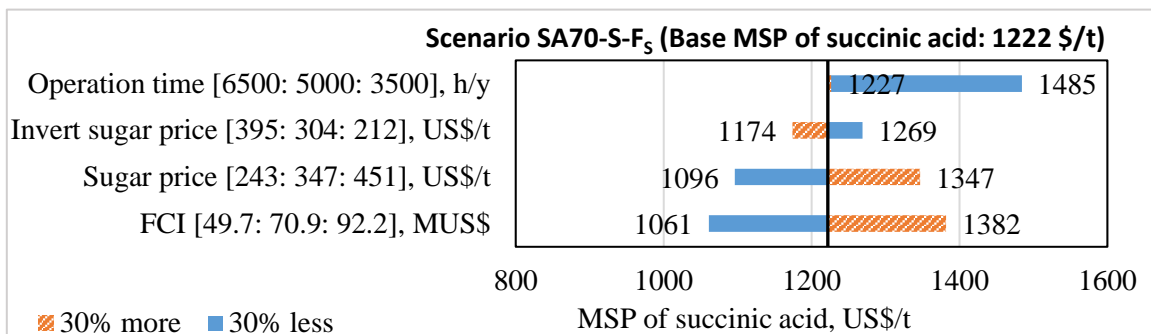 Scenario SA70-S-FS (Base MSP of succinic acid: 1222 $/t)
Operation time [6500: 5000: 3500], h/y
1227 1485
Invert sugar price [395: 304: 212], US$/t
1174 1269
Sugar price [243: 347: 451], US$/t
1096 1347
FCI [49.7: 70.9: 92.2], MUS$
1061 1382
800 1000 1200 1400 1600
30% more 30% less
MSP of succinic acid, US$/t